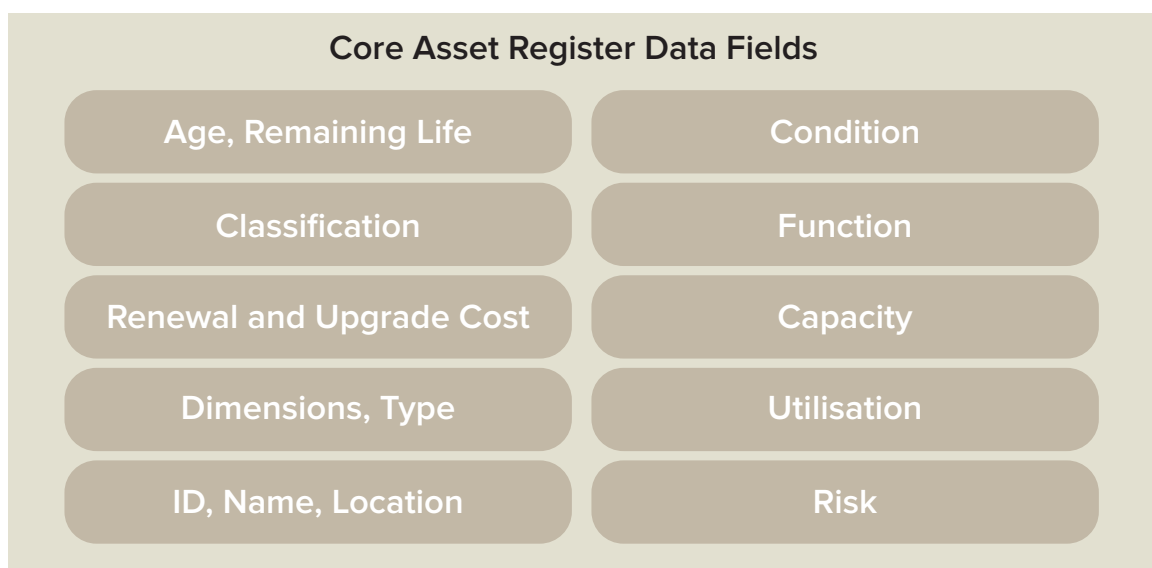 Core Asset Register Data Fields
Age, Remaining Life
Condition
Classification
Function
Renewal and Upgrade Cost
Capacity
Dimensions, Type
Utilisation
ID, Name, Location
Risk